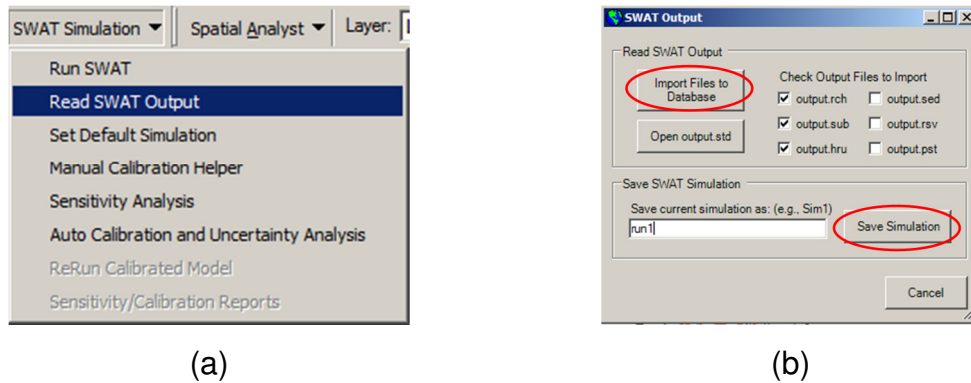 SWAT Simulation Spatial Analyst Layer:
Run SWAT
Read SWAT Output
Set Default Simulation
Manual Calibration Helper
Sensitivity Analysis
Auto Calibration and Uncertainty Analysis
ReRun Calibrated Model
Sensitivity/Calibration Reports
(a)
SWAT Output
Read SWAT Output
Import Files to
Database
Open output.std
Check Output Files to Import
output.rch output.sed
output.sub output.rsv
output.hru output.pst
Save SWAT Simulation
Save current simulation as: (e.g., Sim1)
run1
Save Simulation
Cancel
(b)